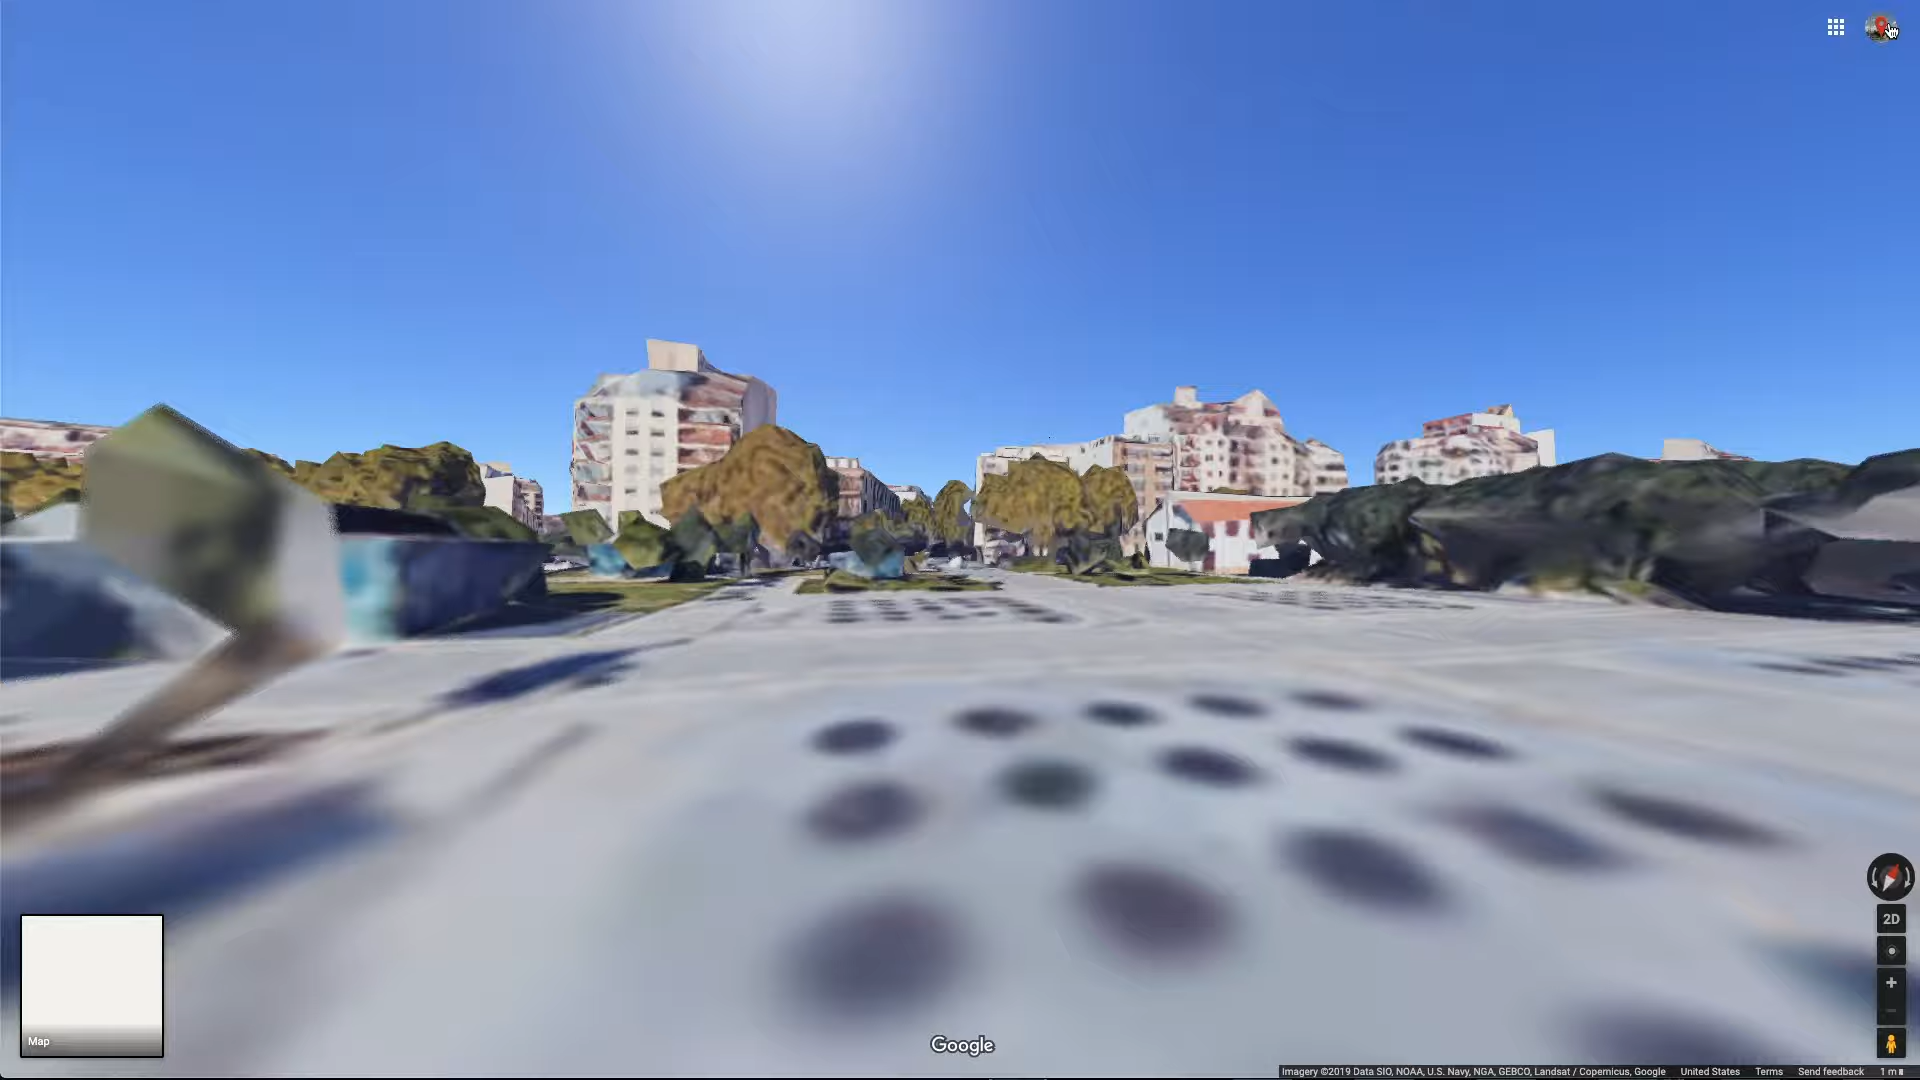 2D
Map
Google
Imagery ©2019 Data SIO, NOAA, U.S. Navy, NGA, GEBCO, Landsat / Copernicus, Google United States Terms Send feedback 1 m